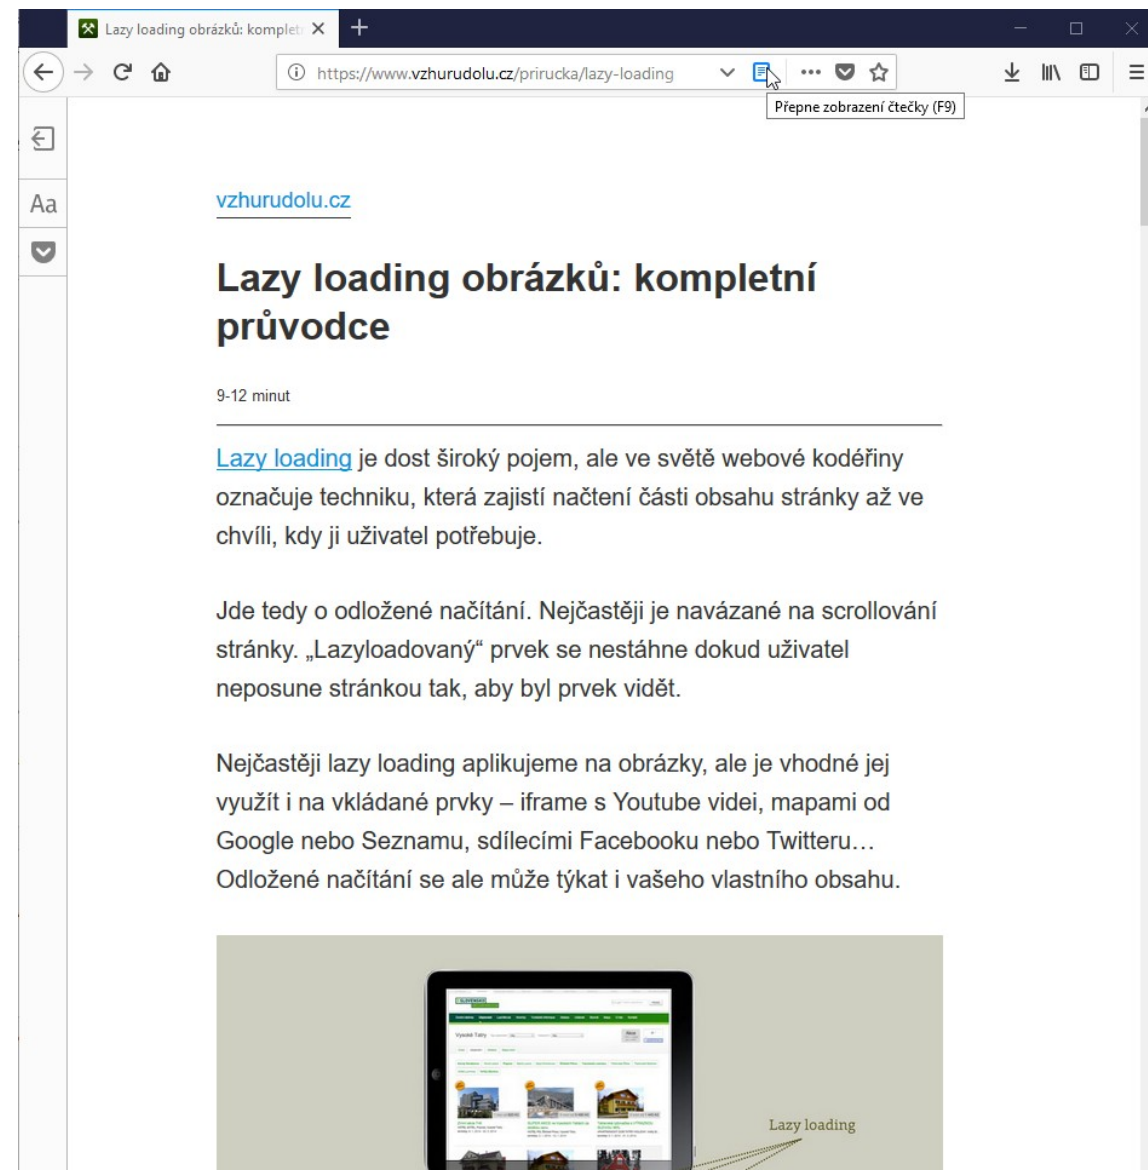 Lazy loading obrázků: komplet
https://www.vzhurudolu.cz/prirucka/lazy-loading
Přepne zobrazení čtečky (F9)
Aa
vzhurudolu.cz
Lazy loading obrázků: kompletní
průvodce
9-12 minut
Lazy loading je dost široký pojem, ale ve světě webové kodéřiny
označuje techniku, která zajistí načtení části obsahu stránky až ve
chvíli, kdy ji uživatel potřebuje.
Jde tedy o odložené načítání. Nejčastěji je navázané na scrollování
stránky. „Lazyloadovaný“ prvek se nestáhne dokud uživatel
neposune stránkou tak, aby byl prvek vidět.
Nejčastěji lazy loading aplikujeme na obrázky, ale je vhodné jej
využít i na vkládané prvky – iframe s Youtube videi, mapami od
Google nebo Seznamu, sdílecími Facebooku nebo Twitteru…
Odložené načítání se ale může týkat i vašeho vlastního obsahu.
Vysoké Tatry
Lazy loading